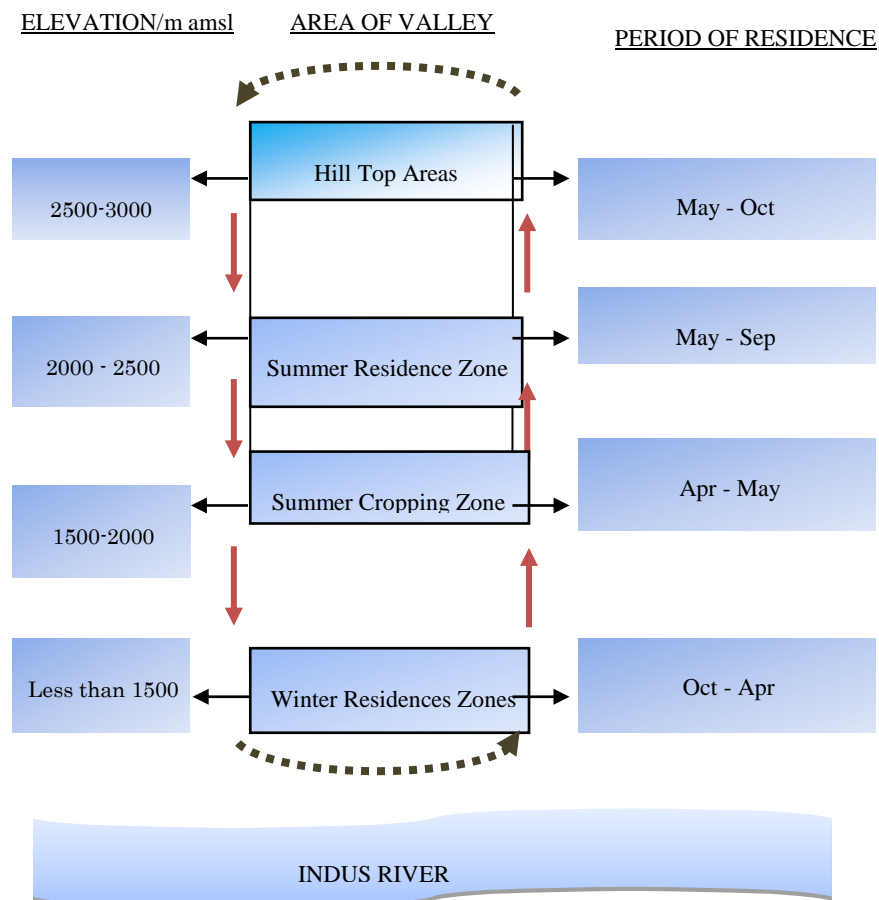 ELEVATION/m amsl
AREA OF VALLEY
PERIOD OF RESIDENCE
2500-3000
Hill Top Areas
May - Oct
2000 - 2500
Summer Residence Zone
May - Sep
1500-2000
Summer Cropping Zone
Apr - May
Less than 1500
Winter Residences Zones
Oct - Apr
INDUS RIVER